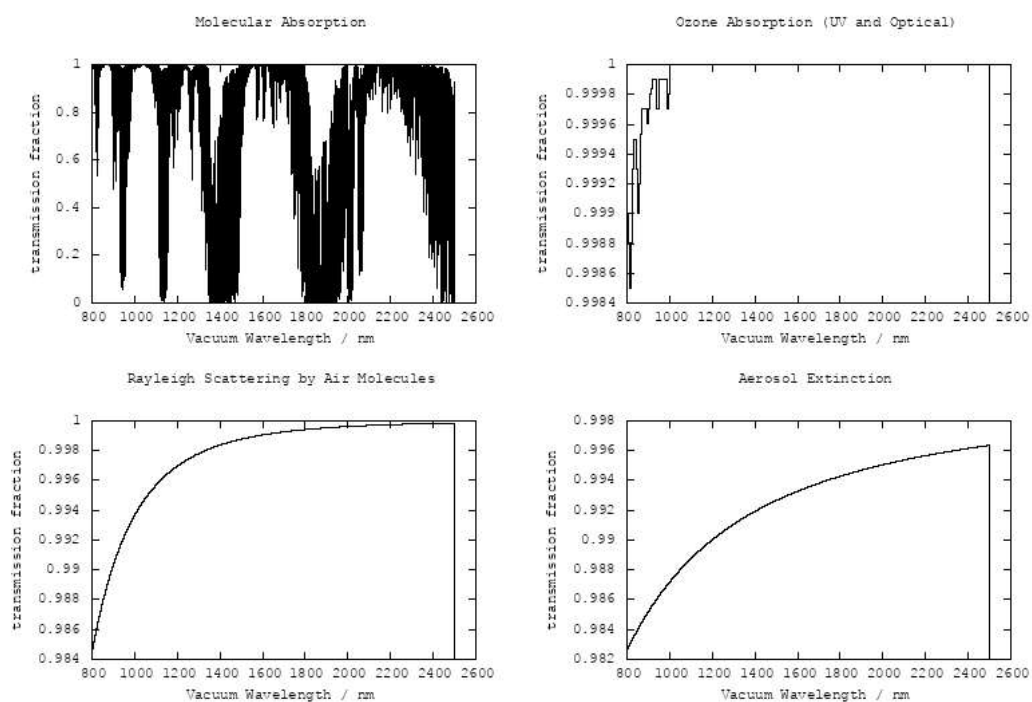 Molecular Absorption
transmission fraction
1
0.8
0.6
0.4
0.2
0
800 1000 1200 1400 1600 1800 2000 2200 2400 2600
Vacuum Wavelength / nm
Ozone Absorption (UV and Optical)
transmission fraction
1
0.9998
0.9996
0.9994
0.9992
0.999
0.9988
0.9986
0.9984
800 1000 1200 1400 1600 1800 2000 2200 2400 2600
Vacuum Wavelength / nm
Rayleigh Scattering by Air Molecules
transmission fraction
1
0.998
0.996
0.994
0.992
0.99
0.988
0.986
0.984
800 1000 1200 1400 1600 1800 2000 2200 2400 2600
Vacuum Wavelength / nm
Aerosol Extinction
transmission fraction
0.998
0.996
0.994
0.992
0.99
0.988
0.986
0.984
0.982
800 1000 1200 1400 1600 1800 2000 2200 2400 2600
Vacuum Wavelength / nm